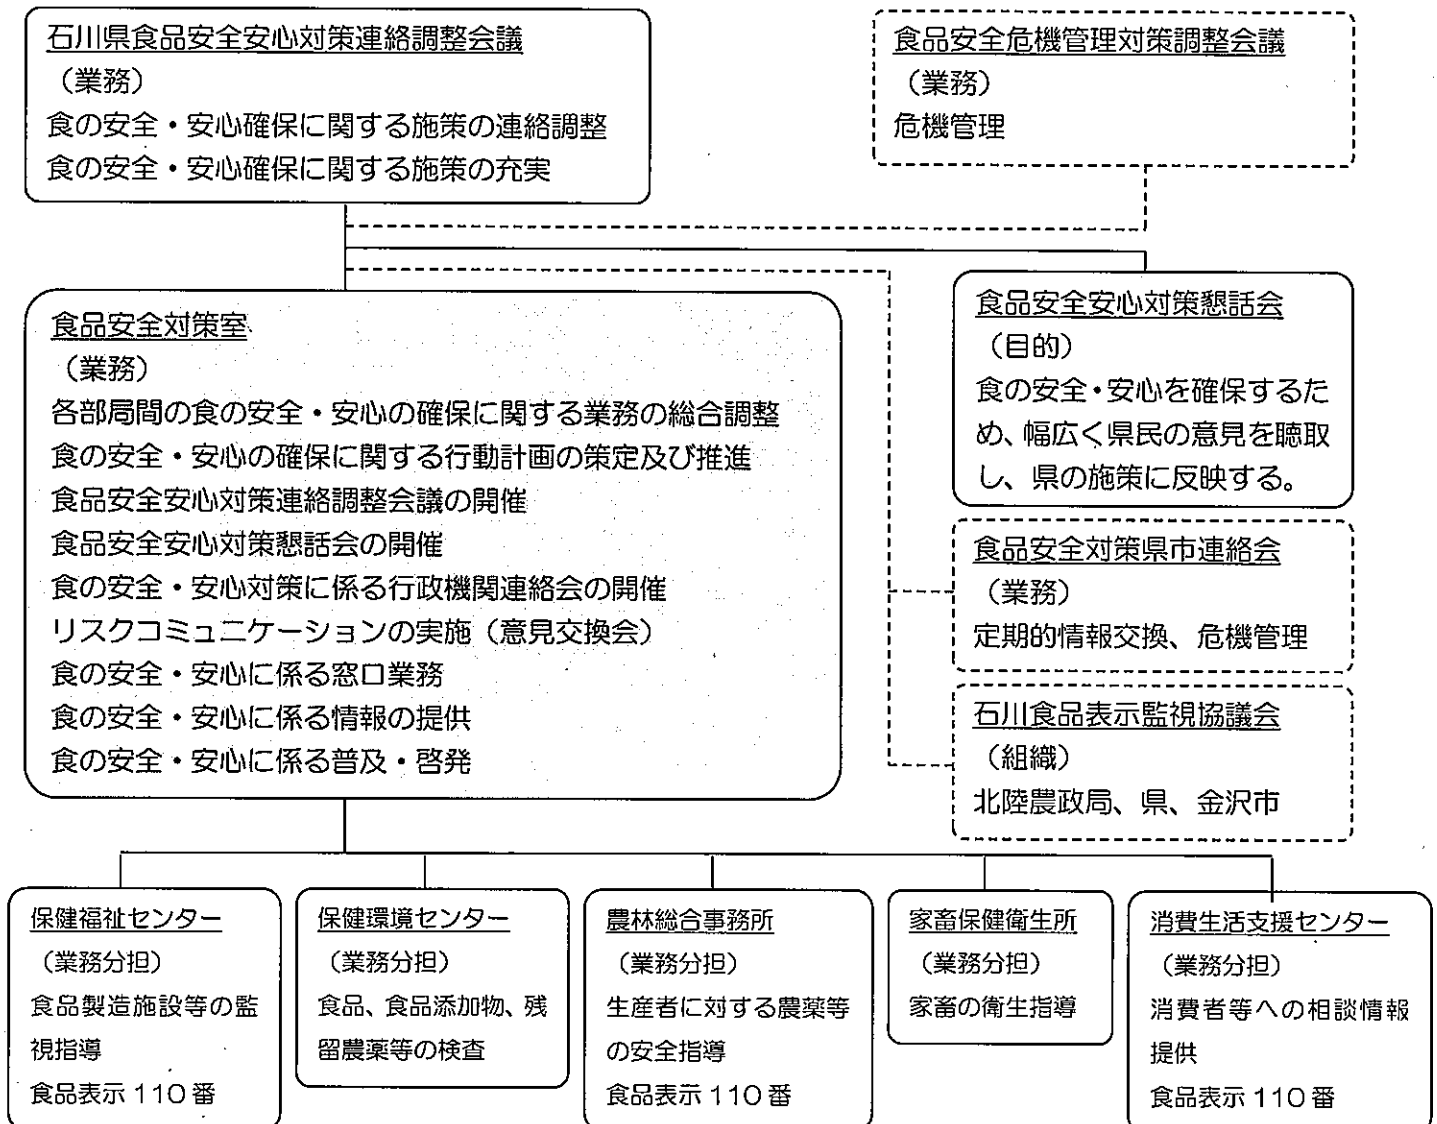 石川県食品安全安心対策連絡調整会議
（業務）
食の安全・安心確保に関する施策の連絡調整
食の安全・安心確保に関する施策の充実
食品安全危機管理対策調整会議
（業務）
危機管理
食品安全対策室
（業務）
各部局間の食の安全・安心の確保に関する業務の総合調整
食の安全・安心の確保に関する行動計画の策定及び推進
食品安全安心対策連絡調整会議の開催
食品安全安心対策懇話会の開催
食の安全・安心対策に係る行政機関連絡会の開催
リスクコミュニケーションの実施（意見交換会）
食の安全・安心に係る窓口業務
食の安全・安心に係る情報の提供
食の安全・安心に係る普及・啓発
食品安全安心対策懇話会
（目的）
食の安全・安心を確保するた
め、幅広く県民の意見を聴取
し、県の施策に反映する。
食品安全対策県市連絡会
（業務）
定期的情報交換、危機管理
石川食品表示監視協議会
（組織）
北陸農政局、県、金沢市
保健福祉センター
（業務分担）
食品製造施設等の監
視指導
食品表示110番
保健環境センター
（業務分担）
食品、食品添加物、残
留農薬等の検査
農林総合事務所
（業務分担）
生産者に対する農薬等
の安全指導
食品表示110番
家畜保健衛生所
（業務分担）
家畜の衛生指導
消費生活支援センター
（業務分担）
消費者等への相談情報
提供
食品表示110番